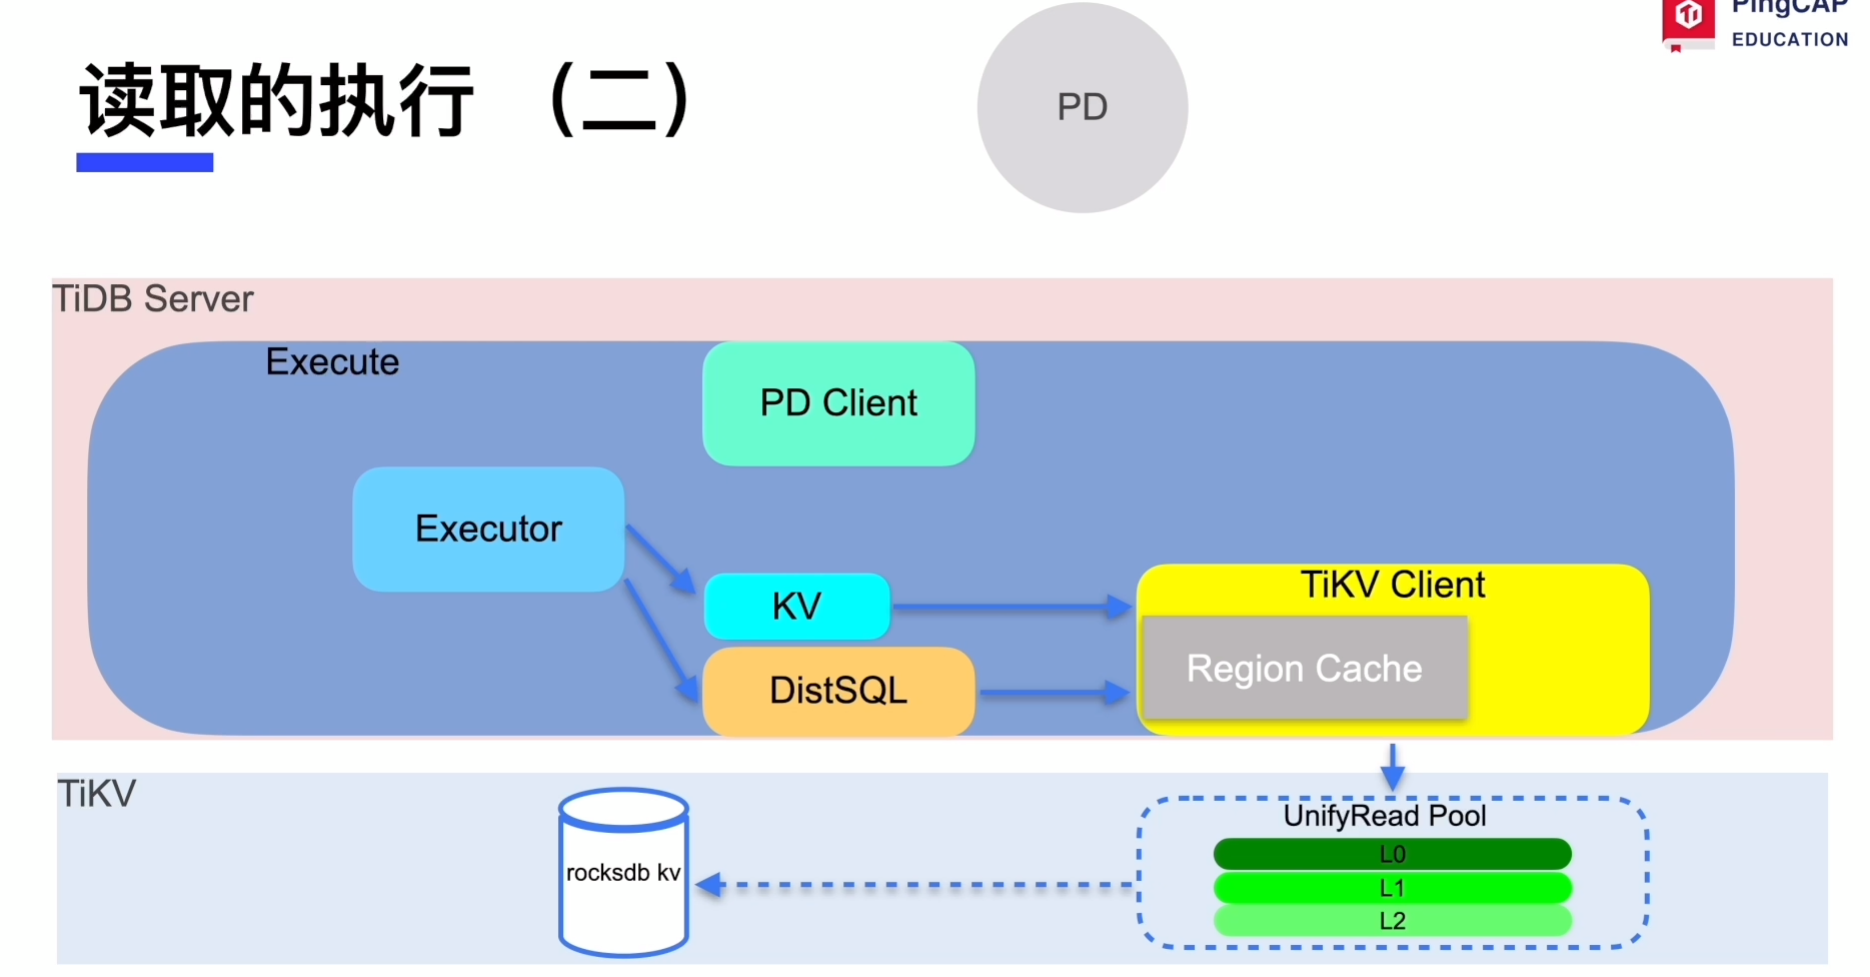 PingCAP
EDUCATION
读取的执行 （二）
PD
TiDB Server
Execute
PD Client
Executor
KV
TiKV Client
Region Cache
DistSQL
TiKV
UnifyRead Pool
L0
rocksdb kv
L1
L2